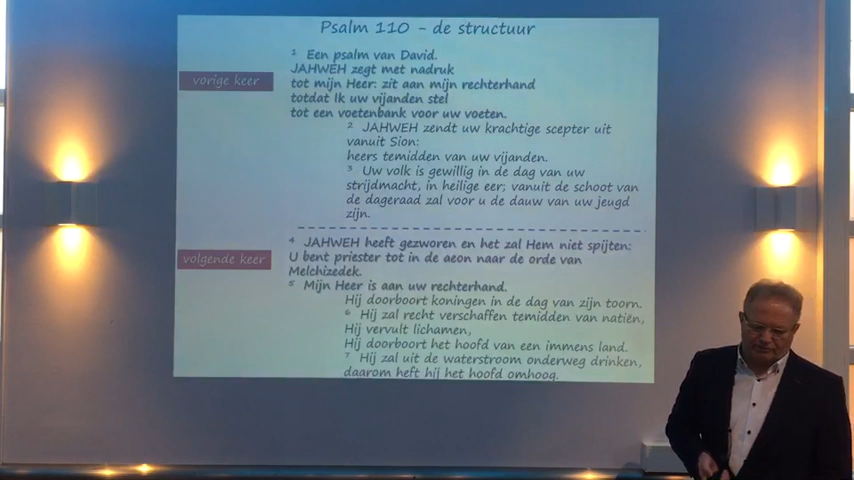 Psalm 110 - de structuur
¹ Een psalm van David.
JAHWEH zegt met nadruk
vorige keer
tot mijn Heer: zit aan mijn rechterhand
totdat Ik uw vijanden stel
tot een voetenbank voor uw voeten.
² JAHWEH zendt uw krachtige scepter uit
vanuit Sion:
heers temidden van uw vijanden.
³ Uw volk is gewillig in de dag van uw
strijdmacht, in heilige eer; vanuit de schoot van
de dageraad zal voor u de dauw van uw jeugd
zijn.
⁴ JAHWEH heeft gezworen en het zal Hem niet spijten:
volgende keer
U bent priester tot in de aeon naar de orde van
Melchizedek.
⁵ Mijn Heer is aan uw rechterhand.
Hij doorboort koningen in de dag van zijn toorn.
⁶ Hij zal recht verschaffen temidden van natiën,
Hij vervult lichamen,
Hij doorboort het hoofd van een immens land.
⁷ Hij zal uit de waterstroom onderweg drinken,
daarom heft hij het hoofd omhoog.